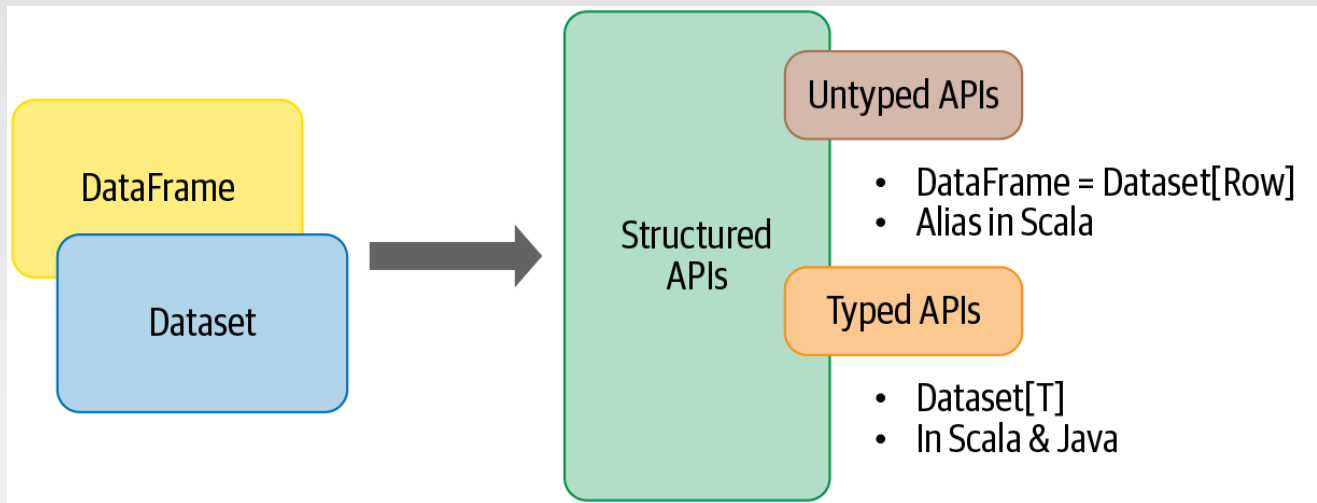 DataFrame
Dataset
Structured
APIs
Untyped APIs
• DataFrame = Dataset[Row]
• Alias in Scala
Typed APIs
• Dataset[T]
• In Scala & Java